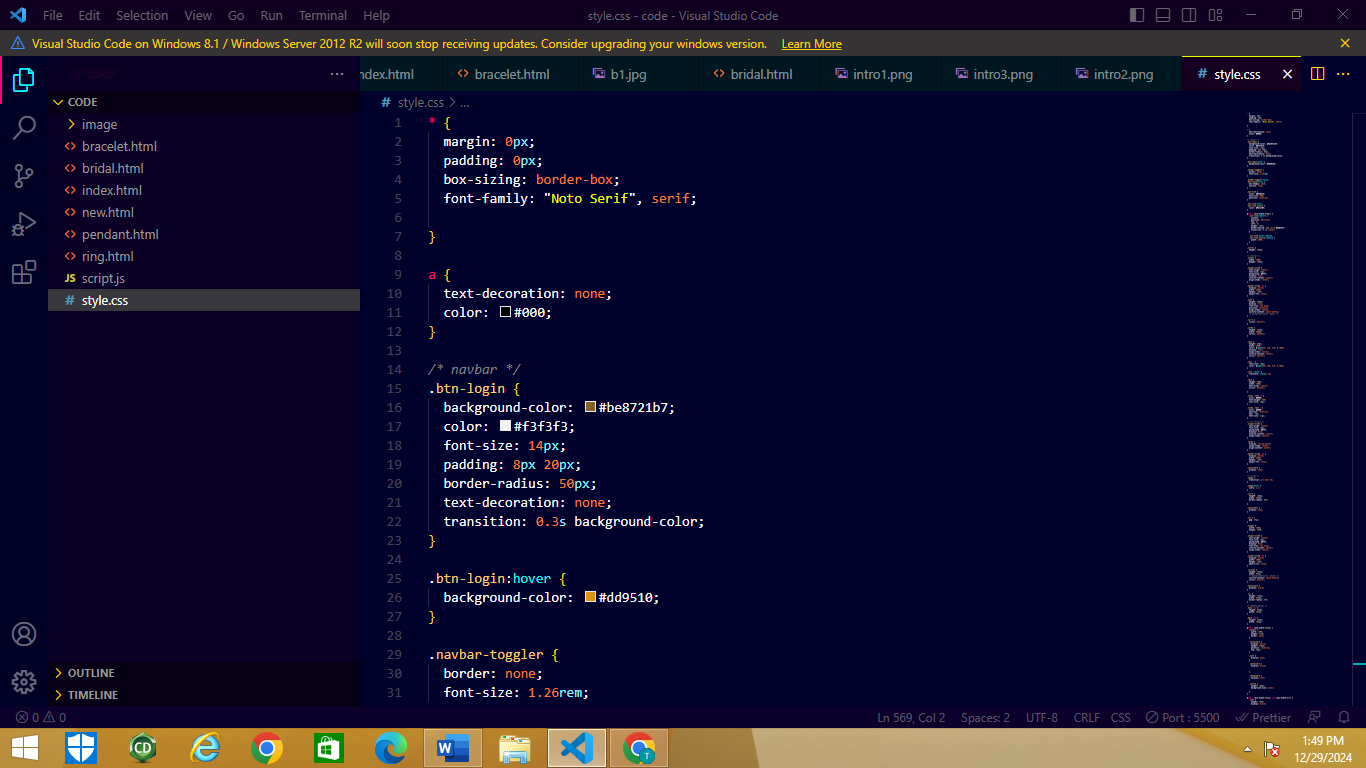 File Edit Selection View Go Run Terminal Help
style.css - code - Visual Studio Code
Visual Studio Code on Windows 8.1 / Windows Server 2012 R2 will soon stop receiving updates. Consider upgrading your windows version. Learn More
EXPLORER
ndex.html bracelet.html b1.jpg bridal.html intro1.png intro3.png intro2.png # style.css
CODE
image
bracelet.html
bridal.html
index.html
new.html
pendant.html
ring.html
JS script.js
# style.css
OUTLINE
TIMELINE
# style.css > ...
1 * {
2 margin: 0px;
3 padding: 0px;
4 box-sizing: border-box;
5 font-family: "Noto Serif", serif;
6
7 }
8
9 a {
10 text-decoration: none;
11 color: #000;
12 }
13
14 /* navbar */
15 .btn-login {
16 background-color: #be8721b7;
17 color: #f3f3f3;
18 font-size: 14px;
19 padding: 8px 20px;
20 border-radius: 50px;
21 text-decoration: none;
22 transition: 0.3s background-color;
23 }
24
25 .btn-login:hover {
26 background-color: #dd9510;
27 }
28
29 .navbar-toggler {
30 border: none;
31 font-size: 1.26rem;
0 0
Ln 569, Col 2 Spaces: 2 UTF-8 CRLF CSS Port : 5500 Prettier
CD
W
T
1:49 PM
12/29/2024